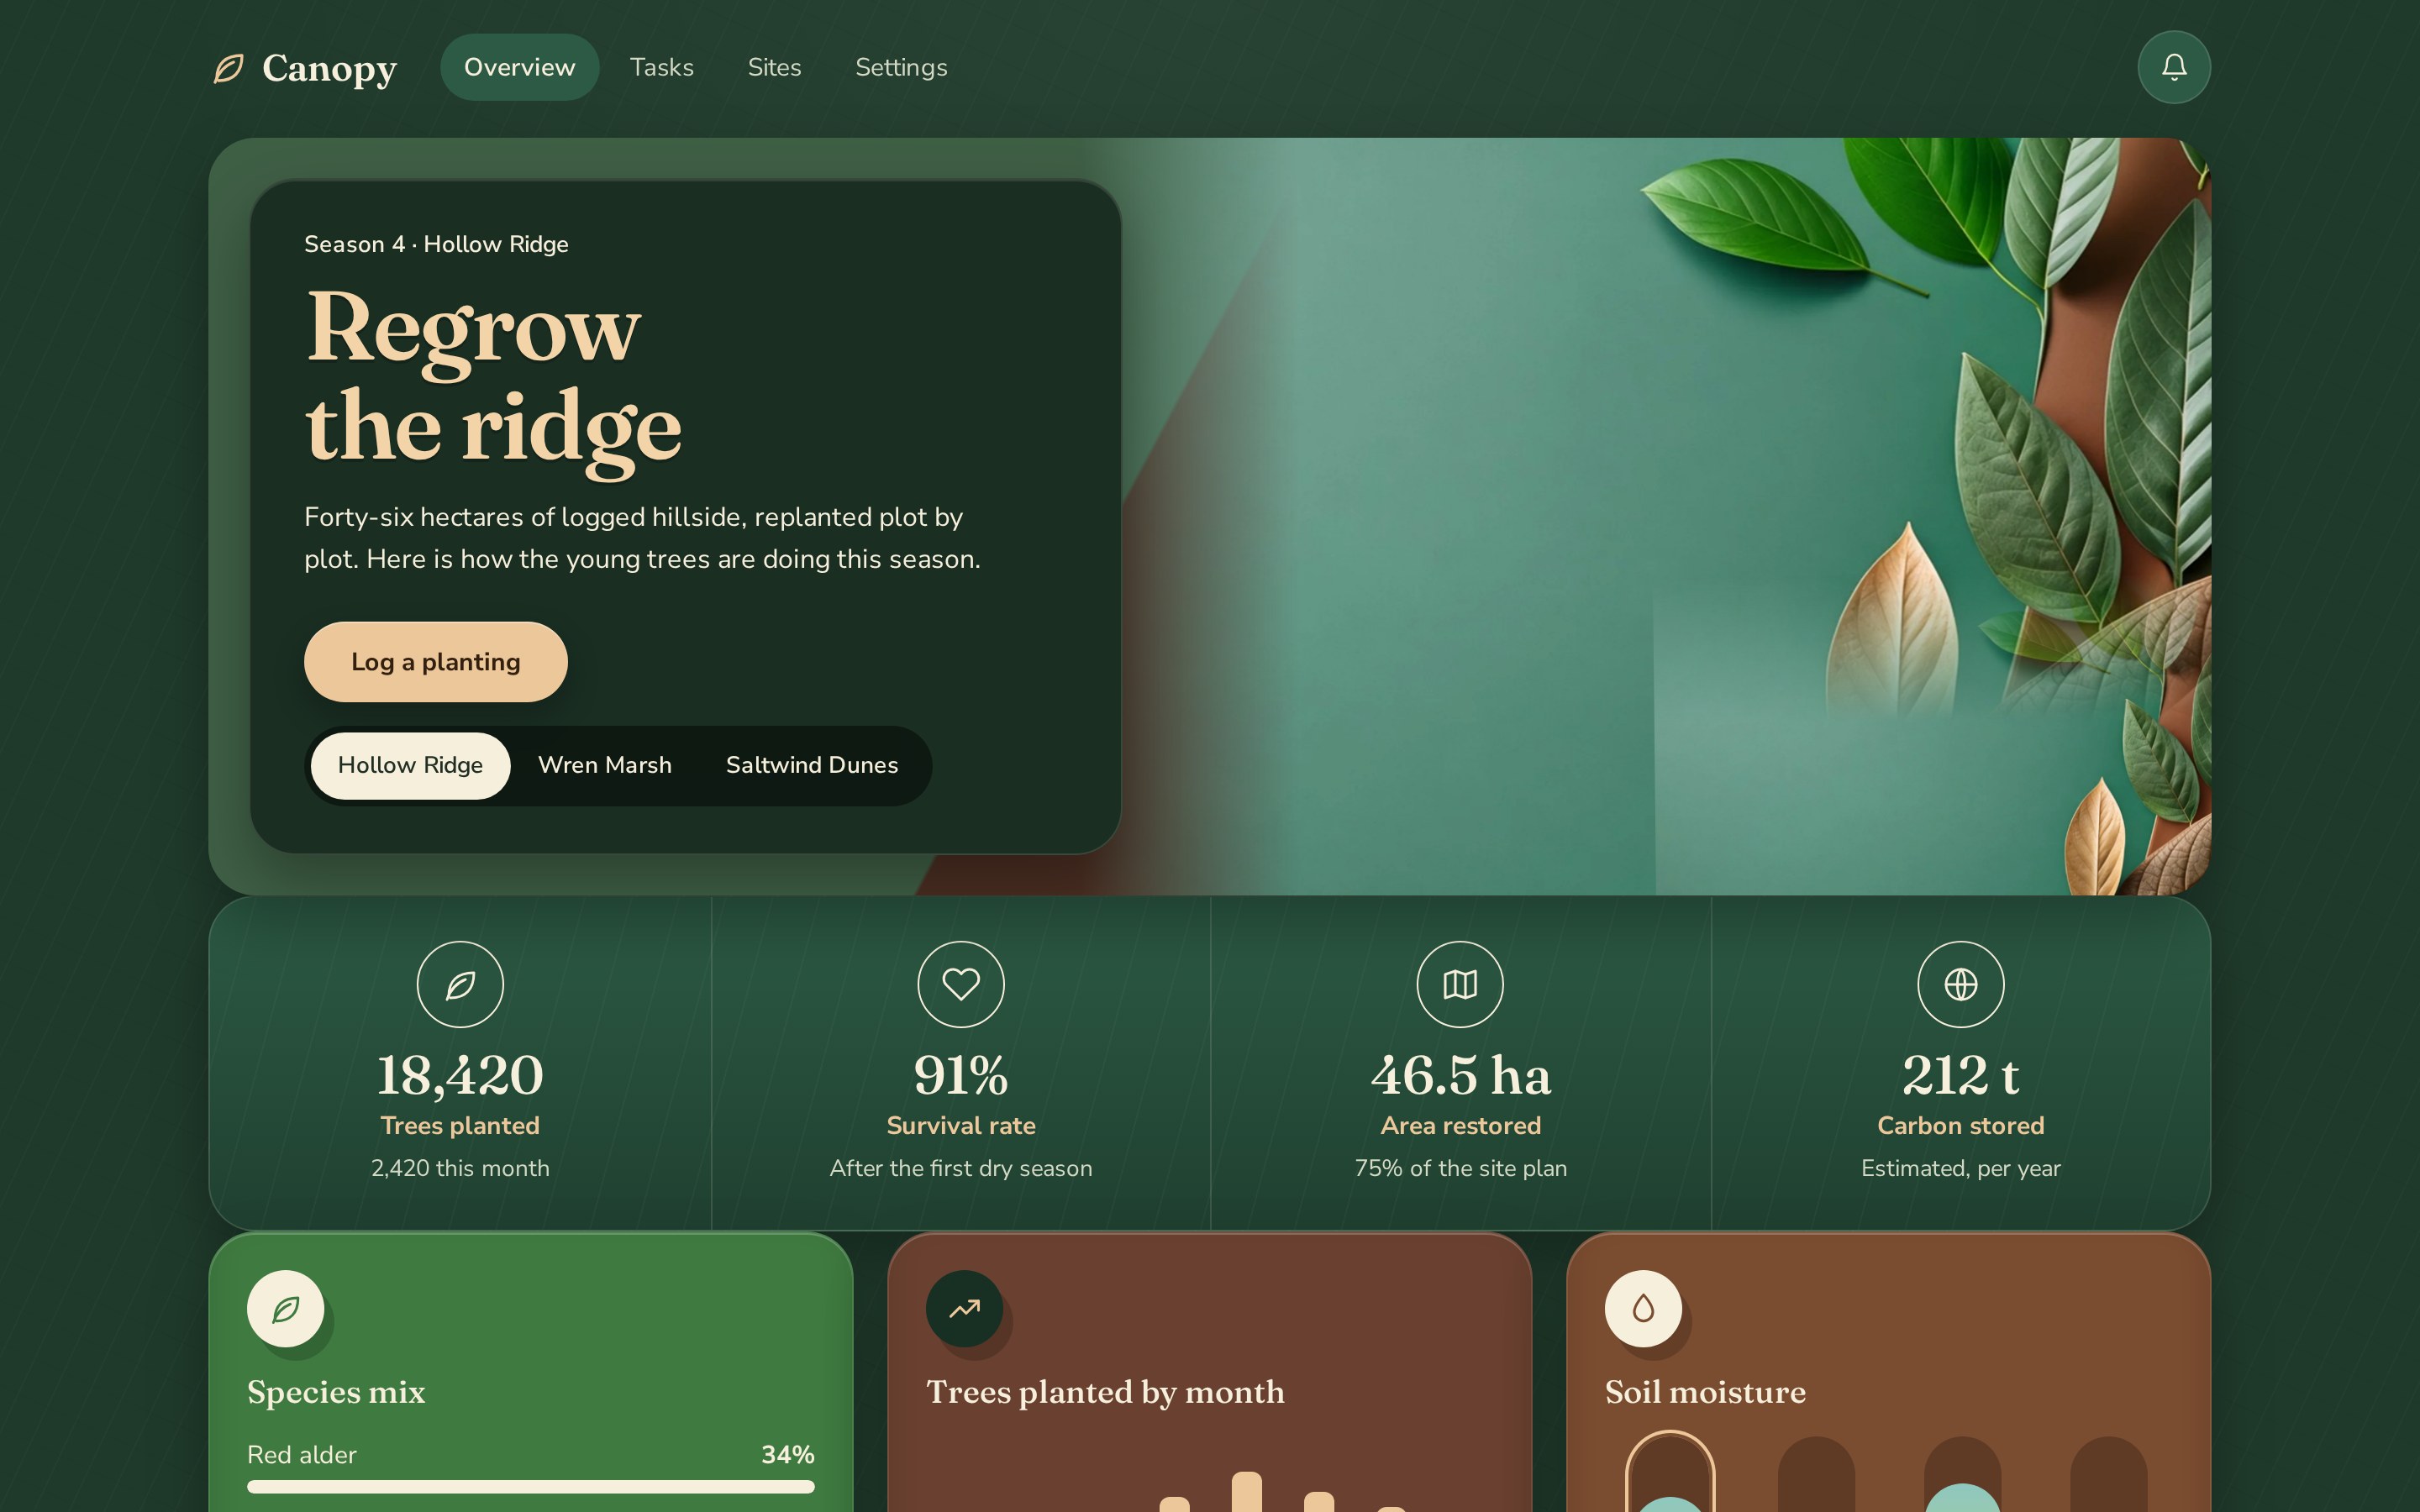 Canopy
Overview
Tasks
Sites
Settings
Season 4 · Hollow Ridge
Regrow
the ridge
Forty-six hectares of logged hillside, replanted plot by
plot. Here is how the young trees are doing this season.
Log a planting
Hollow Ridge
Wren Marsh
Saltwind Dunes
18,420
Trees planted
2,420 this month
91%
Survival rate
After the first dry season
46.5 ha
Area restored
75% of the site plan
212 t
Carbon stored
Estimated, per year
Species mix
Red alder
34%
Trees planted by month
Soil moisture